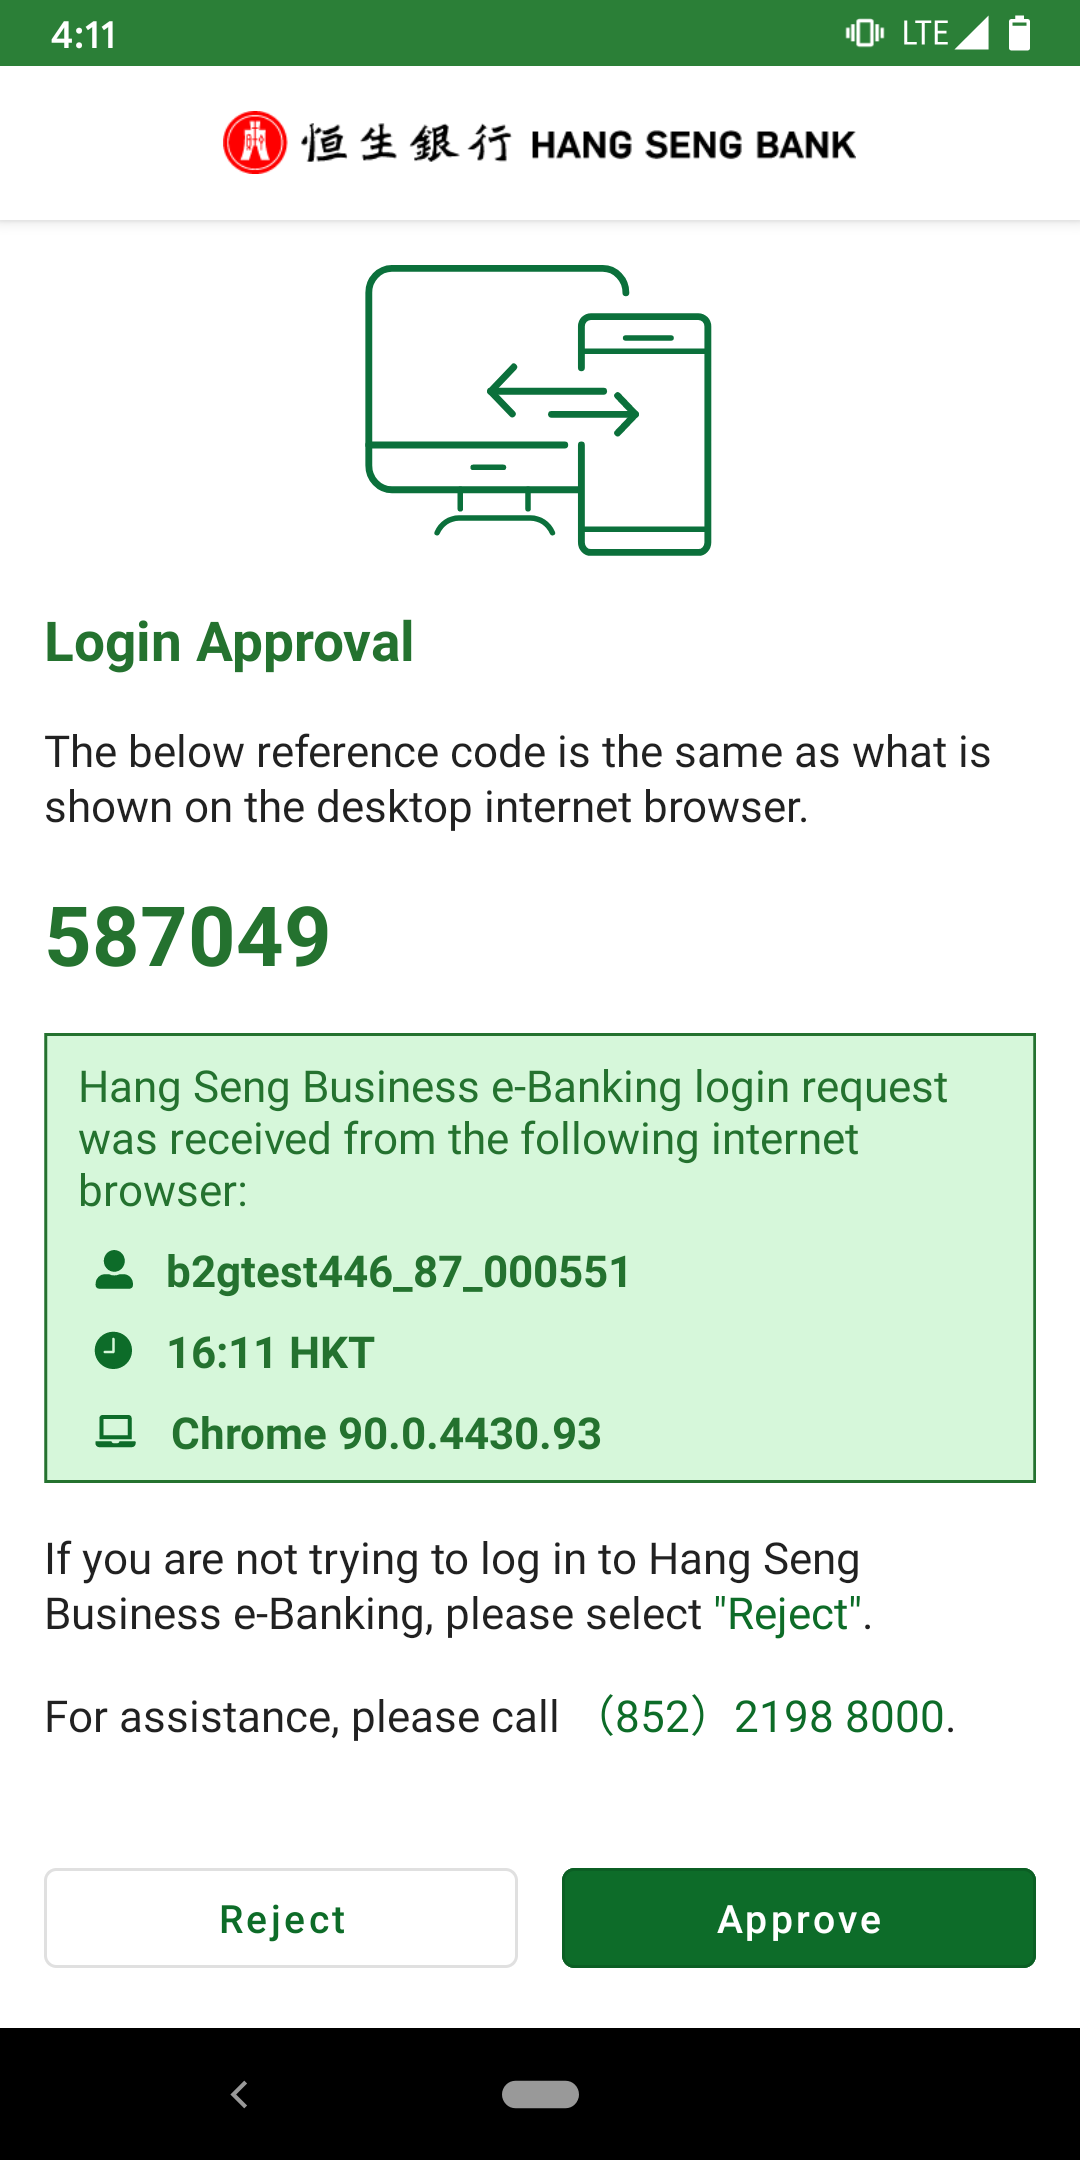 4:11 LTE
恒生銀行 HANG SENG BANK
Login Approval
The below reference code is the same as what is
shown on the desktop internet browser.
587049
Hang Seng Business e-Banking login request
was received from the following internet
browser:
b2gtest446_87_000551
16:11 HKT
Chrome 90.0.4430.93
If you are not trying to log in to Hang Seng
Business e-Banking, please select "Reject".
For assistance, please call （852）2198 8000.
Reject Approve